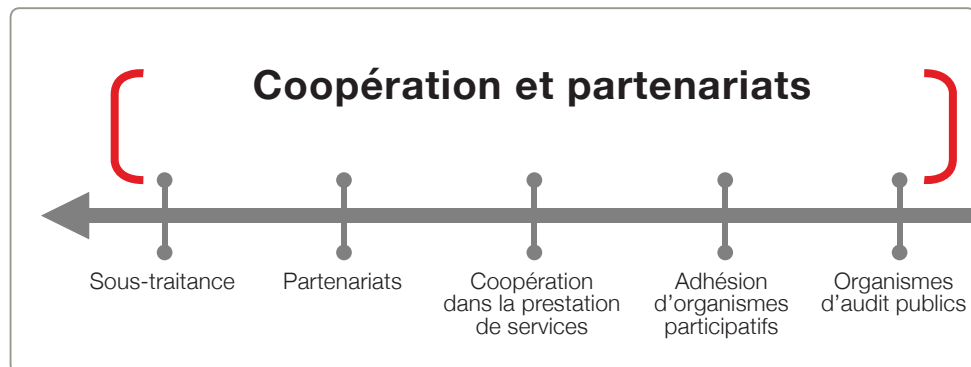 Coopération et partenariats
Sous-traitance
Partenariats
Coopération
dans la prestation
de services
Adhésion
d'organismes
participatifs
Organismes
d'audit publics